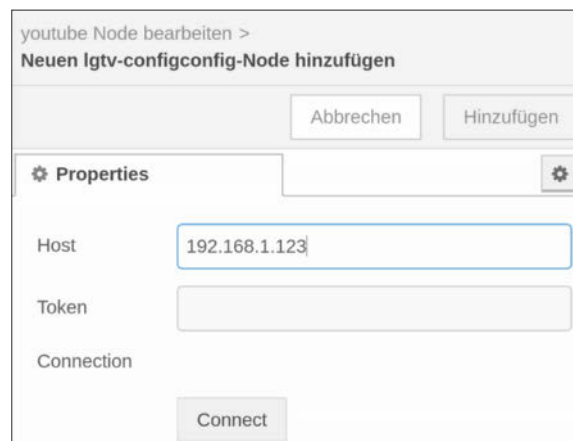 youtube Node bearbeiten >
Neuen lgtv-configconfig-Node hinzufügen
Abbrechen Hinzufügen
Properties
Host 192.168.1.123
Token
Connection
Connect